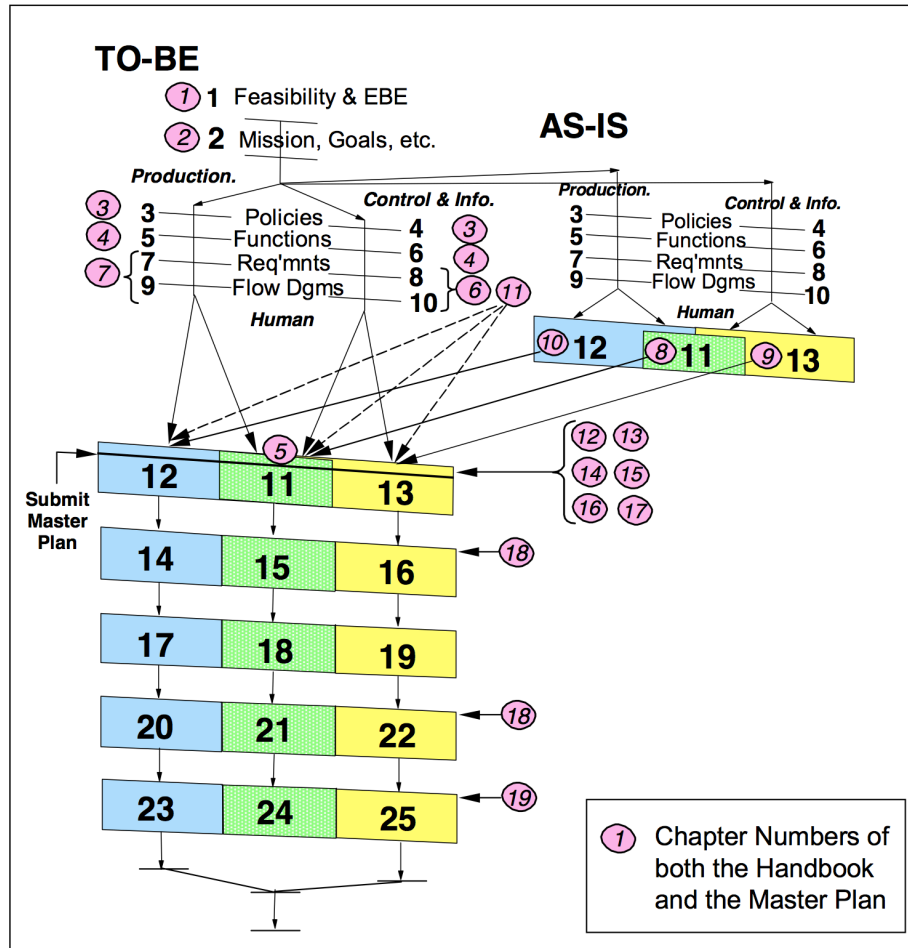 TO-BE
1 1 Feasibility & EBE
2 2 Mission, Goals, etc.
AS-IS
Production.
Control & Info.
3 3 Policies 4 3
4 5 Functions 6 4
7 7 Req'mnts 8 6 11
9 Flow Dgms 10
Human
Production.
Control & Info.
3 Policies 4
5 Functions 6
7 Req'mnts 8
9 Flow Dgms 10
Human
10 12 8 11 9 13
5
12 11 13
Submit
Master
Plan
12 13
14 15
16 17
14 15 16 18
17 18 19
20 21 22 18
23 24 25 19
1 Chapter Numbers of
both the Handbook
and the Master Plan